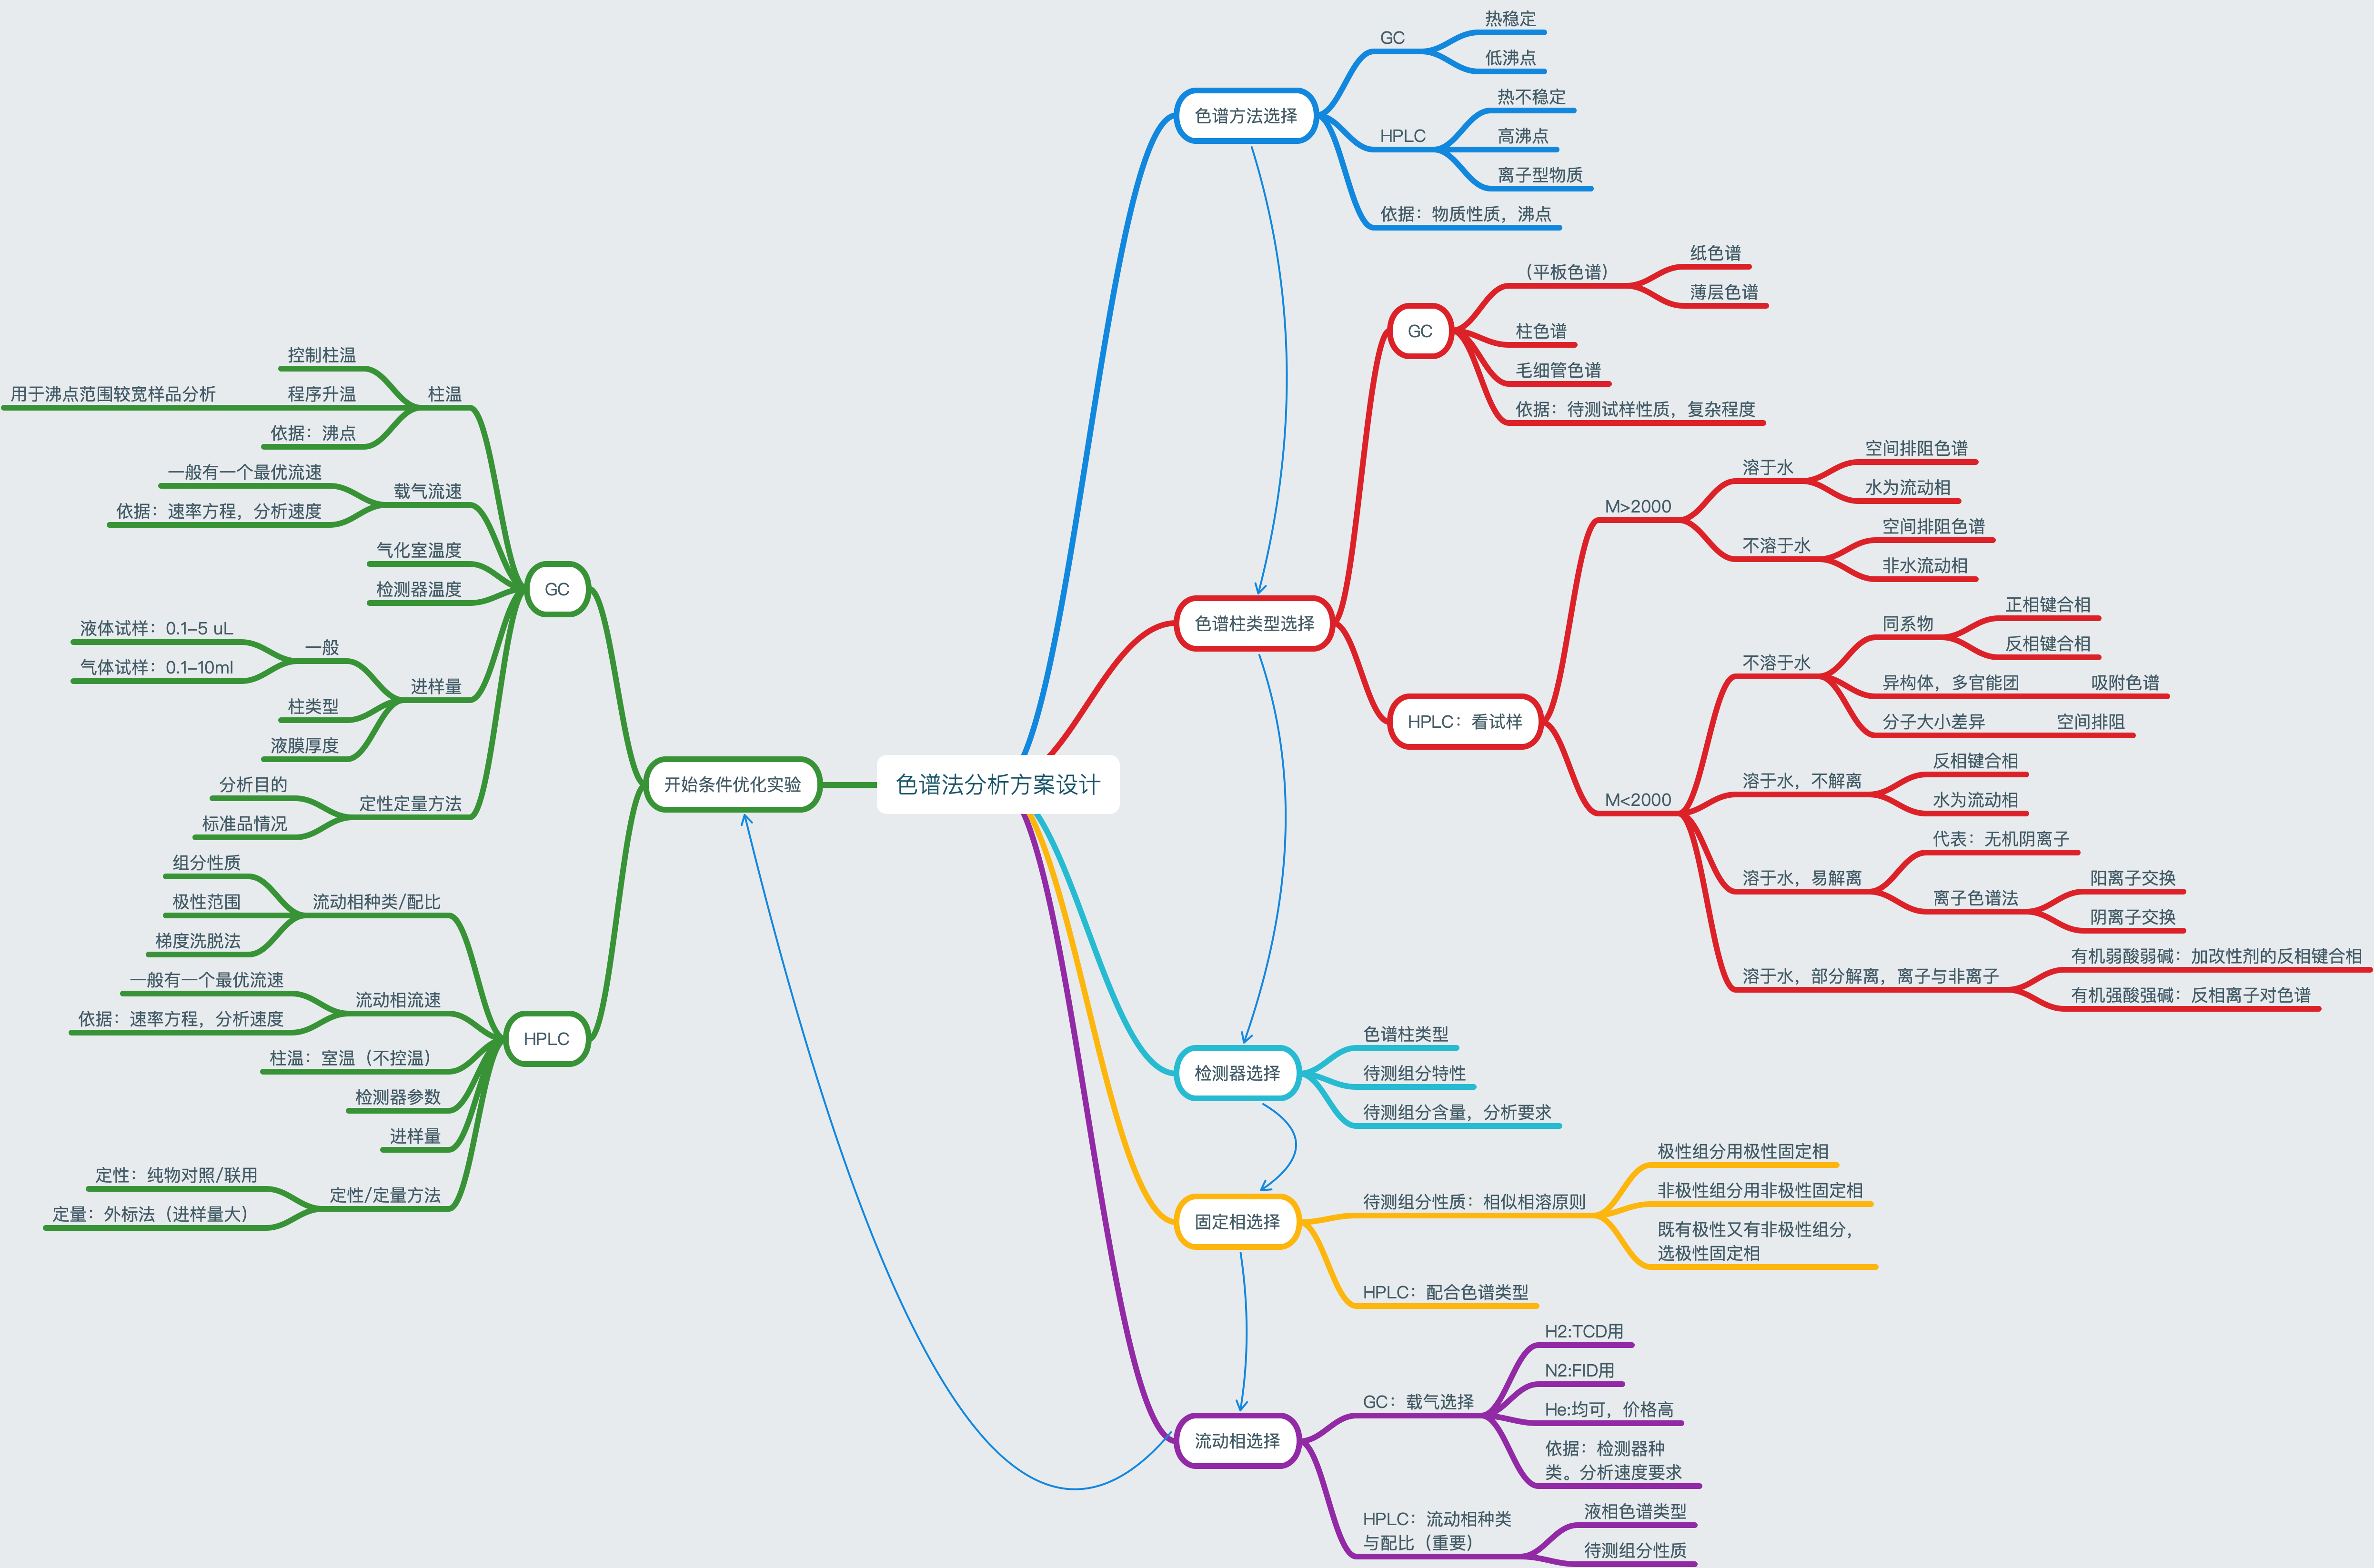 色谱法分析方案设计
色谱方法选择
GC
热稳定
低沸点
HPLC
热不稳定
高沸点
离子型物质
依据：物质性质，沸点
色谱柱类型选择
GC
（平板色谱）
纸色谱
薄层色谱
柱色谱
毛细管色谱
依据：待测试样性质，复杂程度
HPLC：看试样
M>2000
溶于水
空间排阻色谱
水为流动相
不溶于水
空间排阻色谱
非水流动相
M<2000
不溶于水
同系物
正相键合相
反相键合相
异构体，多官能团
吸附色谱
分子大小差异
空间排阻
溶于水，不解离
反相键合相
水为流动相
溶于水，易解离
代表：无机阴离子
离子色谱法
阳离子交换
阴离子交换
溶于水，部分解离，离子与非离子
有机弱酸弱碱：加改性剂的反相键合相
有机强酸强碱：反相离子对色谱
检测器选择
色谱柱类型
待测组分特性
待测组分含量，分析要求
固定相选择
待测组分性质：相似相溶原则
极性组分用极性固定相
非极性组分用非极性固定相
既有极性又有非极性组分，
选极性固定相
HPLC：配合色谱类型
流动相选择
GC：载气选择
H2:TCD用
N2:FID用
He:均可，价格高
依据：检测器种
类。分析速度要求
HPLC：流动相种类
与配比（重要）
液相色谱类型
待测组分性质
开始条件优化实验
GC
柱温
控制柱温
程序升温
用于沸点范围较宽样品分析
依据：沸点
载气流速
一般有一个最优流速
依据：速率方程，分析速度
气化室温度
检测器温度
进样量
一般
液体试样：0.1-5 uL
气体试样：0.1-10ml
柱类型
液膜厚度
定性定量方法
分析目的
标准品情况
HPLC
流动相种类/配比
组分性质
极性范围
梯度洗脱法
流动相流速
一般有一个最优流速
依据：速率方程，分析速度
柱温：室温（不控温）
检测器参数
进样量
定性/定量方法
定性：纯物对照/联用
定量：外标法（进样量大）